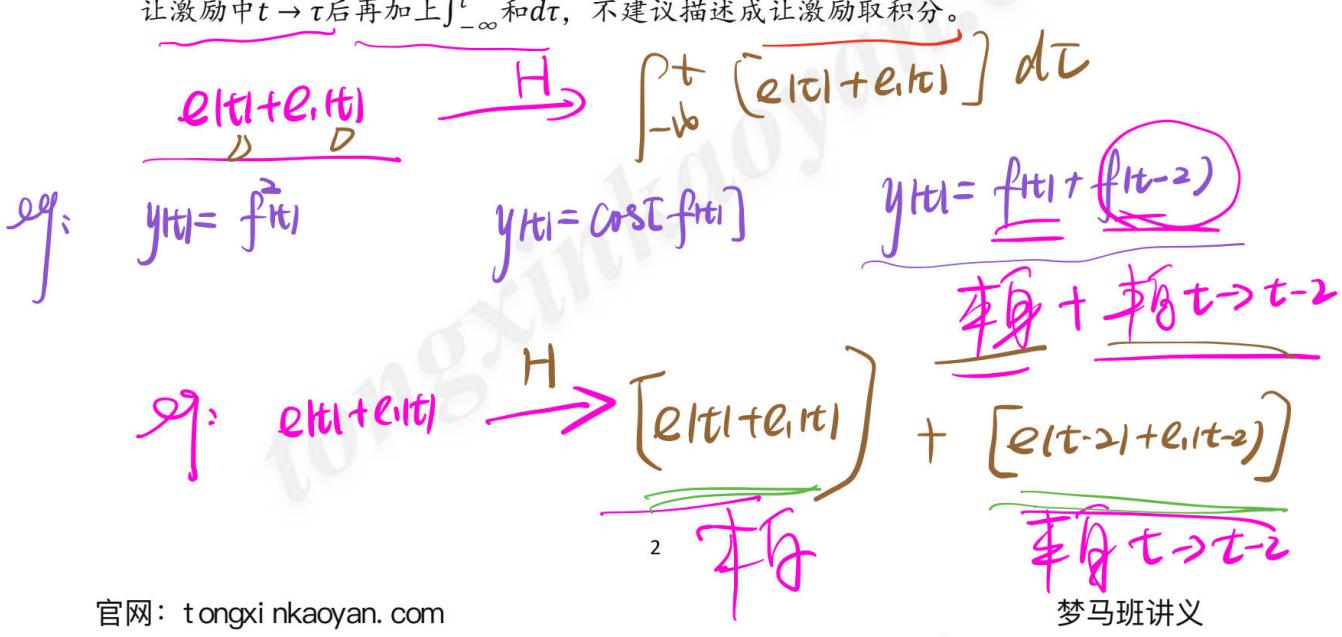 让激励中t → τ后再加上∫_{-∞}^{t}和dτ，不建议描述成让激励取积分。
e(t)+e₁(t) H→ ∫_{-∞}^{t} [e(τ)+e₁(τ)] dτ
eg: y(t)= f²(t) y(t)= cos[f(t)] y(t)= f(t)+f(t-2)
本身 + 本身 t→t-2
eg: e(t)+e₁(t) H→ [e(t)+e₁(t)] + [e(t-2)+e₁(t-2)]
本身 本身 t→t-2
2
官网：tongxinkaoyan.com 梦马班讲义
tongxinkaoyan.com